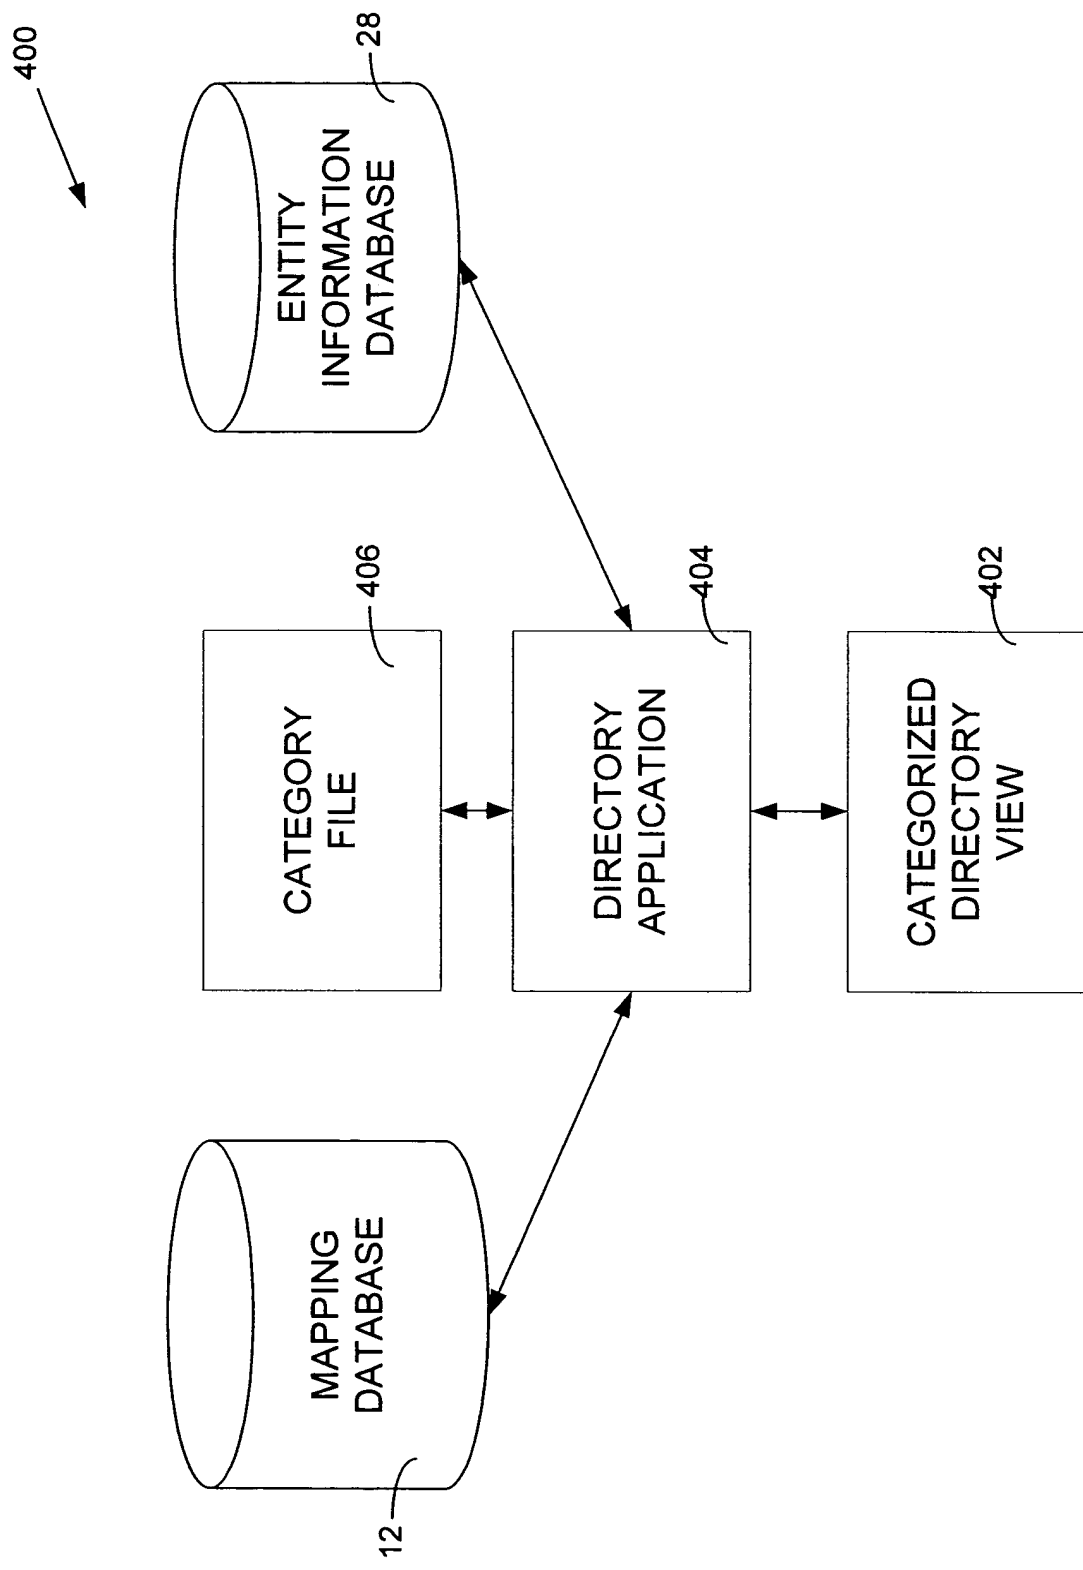 400
MAPPING
DATABASE
12
CATEGORY
FILE
406
ENTITY
INFORMATION
DATABASE
28
DIRECTORY
APPLICATION
404
CATEGORIZED
DIRECTORY
VIEW
402